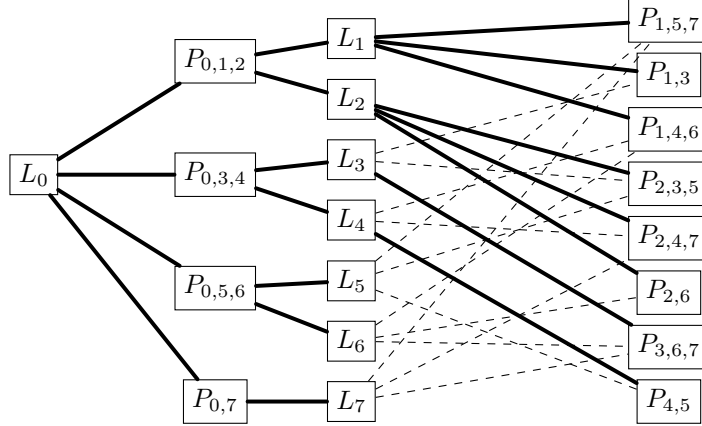 L_0
P_{0,1,2}
P_{0,3,4}
P_{0,5,6}
P_{0,7}
L_1
L_2
L_3
L_4
L_5
L_6
L_7
P_{1,5,7}
P_{1,3}
P_{1,4,6}
P_{2,3,5}
P_{2,4,7}
P_{2,6}
P_{3,6,7}
P_{4,5}